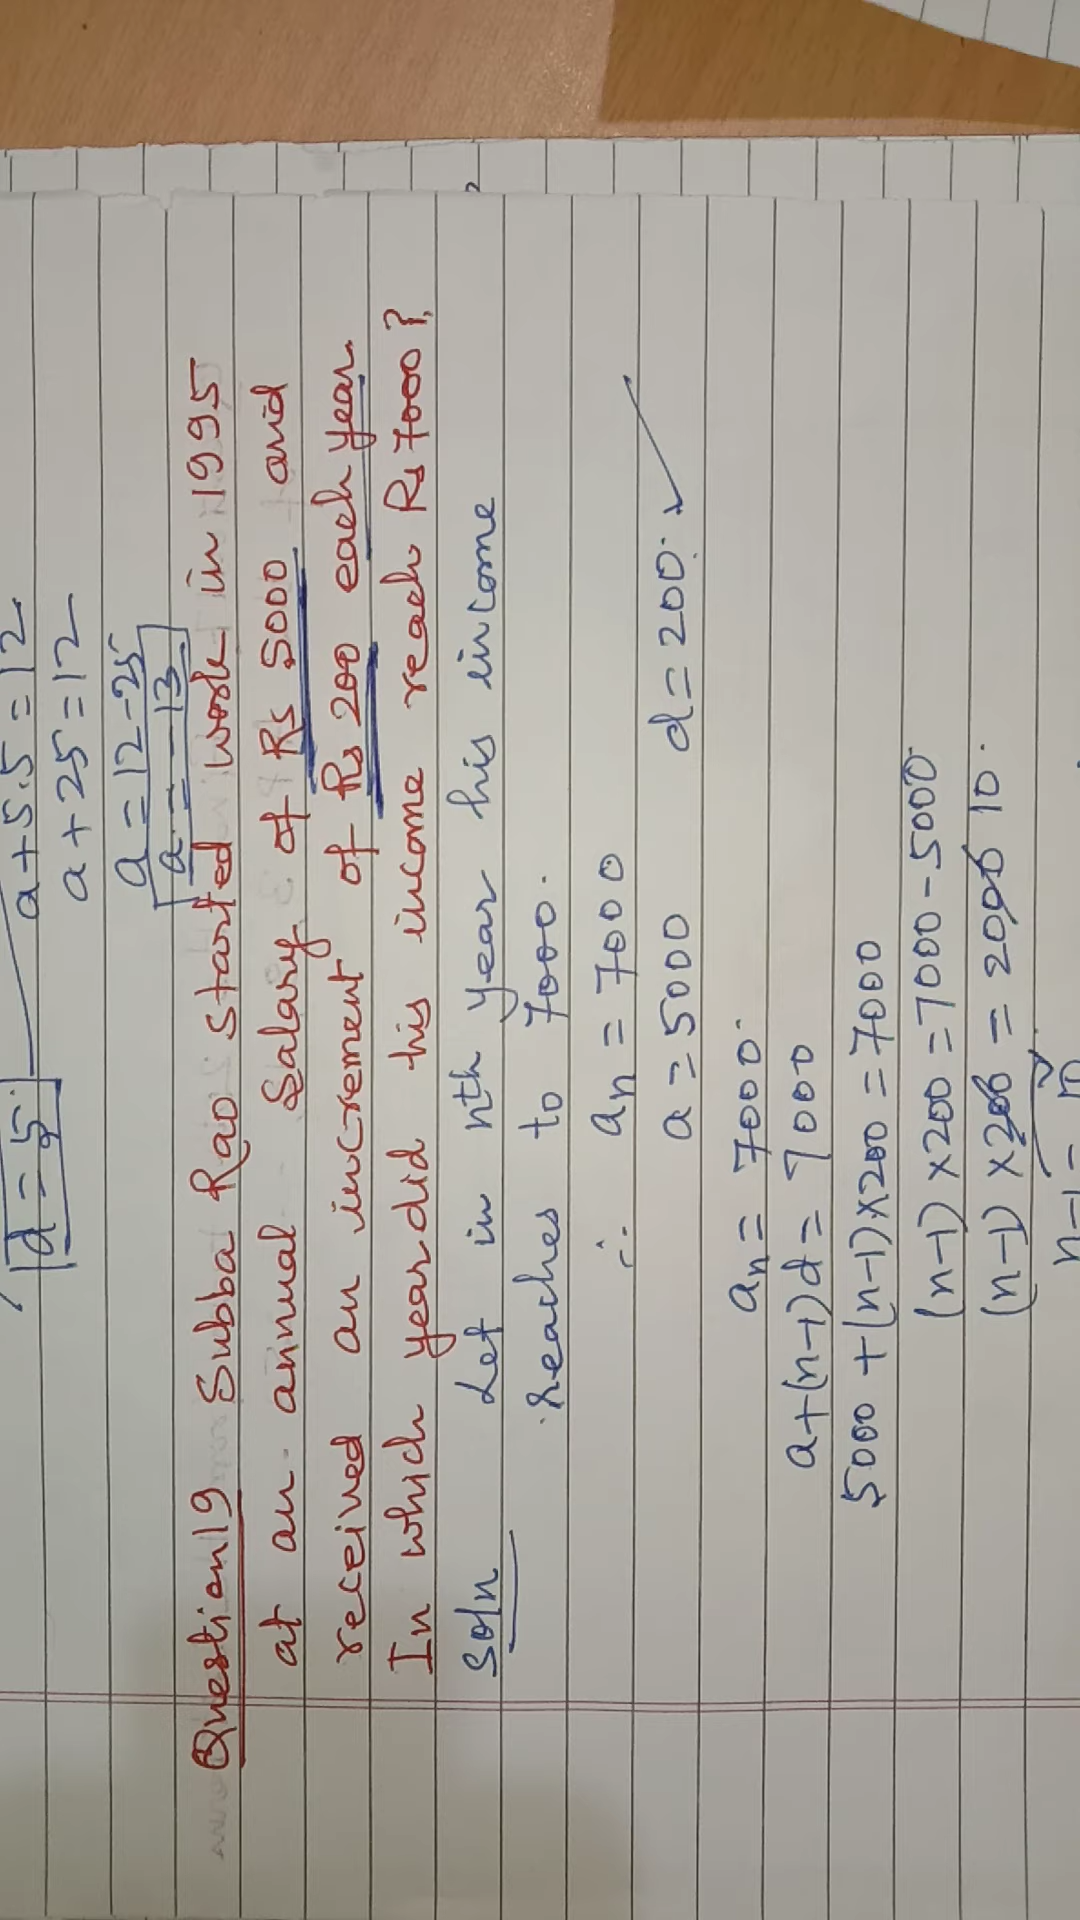 d = 5.
a + 5.5 = 12
a + 25 = 12
a = 12 - 25
a = -13
Question 19 Subba Rao started work in 1995
at an annual Salary of Rs 5000 and
received an increment of Rs 200 each year.
In which year did his income reach Rs 7000?
Soln Let in nth year his income
reaches to 7000.
∴ an = 7000
a = 5000 d = 200.
an = 7000.
a+(n-1)d = 7000
5000 + (n-1)×200 = 7000
(n-1)×200 = 7000 - 5000
(n-1)×200 = 2000 10.
n-1 = 10